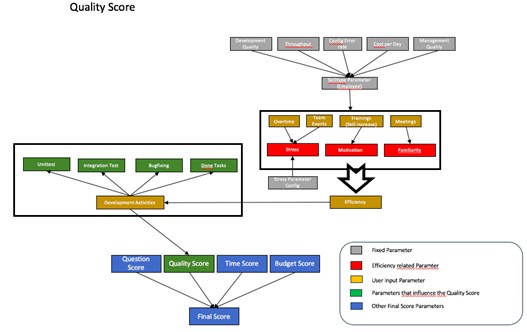 Quality Score
Development
Quality
Throughput
Config Error
rate
Cost per Day
Management
Quality
Parameter
(Employee)
Overtime
Team
Events
Trainings
(Skill increase)
Meetings
Stress
Motivation
Familiarity
Stress Parameter
Config
Efficiency
Unittest
Integration Test
Bugfixing
Done Tasks
Development Activities
Question
Score
Quality Score
Time Score
Budget Score
Final Score
Fixed Parameter
Efficiency related Paramter
User Input Parameter
Parameters that influence the Quality Score
Other Final Score Parameters